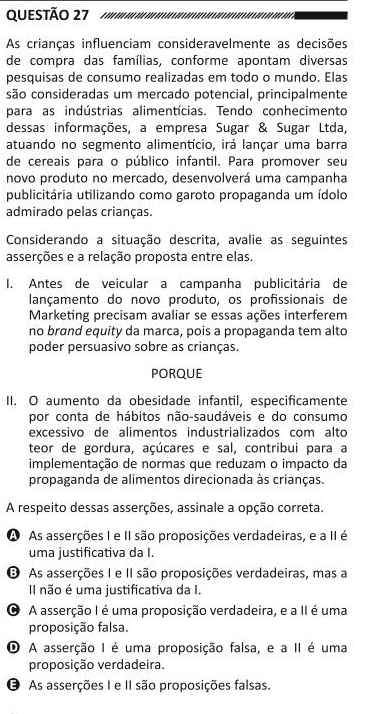 QUESTÃO 27
As crianças influenciam consideravelmente as decisões
de compra das famílias, conforme apontam diversas
pesquisas de consumo realizadas em todo o mundo. Elas
são consideradas um mercado potencial, principalmente
para as indústrias alimentícias. Tendo conhecimento
dessas informações, a empresa Sugar & Sugar Ltda,
atuando no segmento alimentício, irá lançar uma barra
de cereais para o público infantil. Para promover seu
novo produto no mercado, desenvolverá uma campanha
publicitária utilizando como garoto propaganda um ídolo
admirado pelas crianças.
Considerando a situação descrita, avalie as seguintes
asserções e a relação proposta entre elas.
I. Antes de veicular a campanha publicitária de
lançamento do novo produto, os profissionais de
Marketing precisam avaliar se essas ações interferem
no brand equity da marca, pois a propaganda tem alto
poder persuasivo sobre as crianças.
PORQUE
II. O aumento da obesidade infantil, especificamente
por conta de hábitos não-saudáveis e do consumo
excessivo de alimentos industrializados com alto
teor de gordura, açúcares e sal, contribui para a
implementação de normas que reduzam o impacto da
propaganda de alimentos direcionada às crianças.
A respeito dessas asserções, assinale a opção correta.
A As asserções I e II são proposições verdadeiras, e a II é
uma justificativa da I.
B As asserções I e II são proposições verdadeiras, mas a
II não é uma justificativa da I.
C A asserção I é uma proposição verdadeira, e a II é uma
proposição falsa.
D A asserção I é uma proposição falsa, e a II é uma
proposição verdadeira.
E As asserções I e II são proposições falsas.